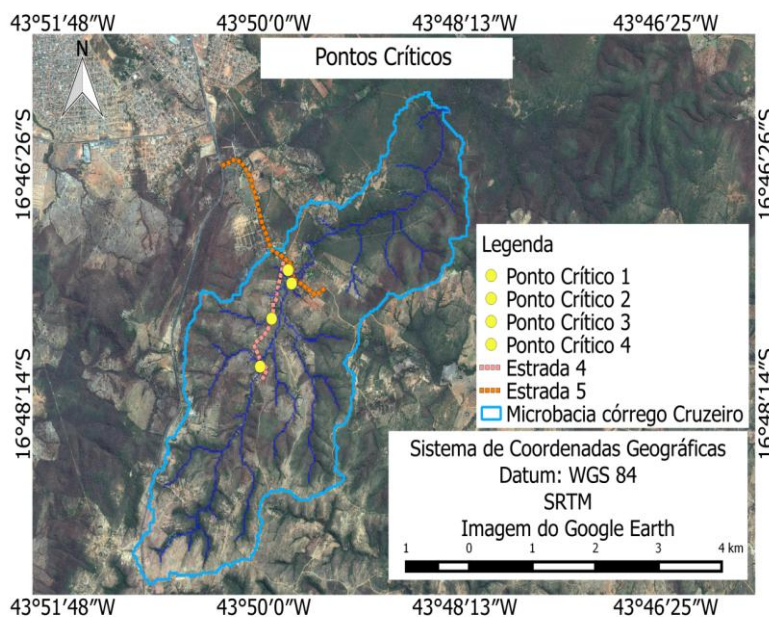 43°51'48"W 43°50'0"W 43°48'13"W 43°46'25"W
N
Pontos Críticos
16°46'26"S
16°46'26"S
Legenda
Ponto Crítico 1
Ponto Crítico 2
Ponto Crítico 3
Ponto Crítico 4
Estrada 4
Estrada 5
Microbacia córrego Cruzeiro
16°48'14"S
16°48'14"S
Sistema de Coordenadas Geográficas
Datum: WGS 84
SRTM
Imagem do Google Earth
1 0 1 2 3 4 km
43°51'48"W 43°50'0"W 43°48'13"W 43°46'25"W